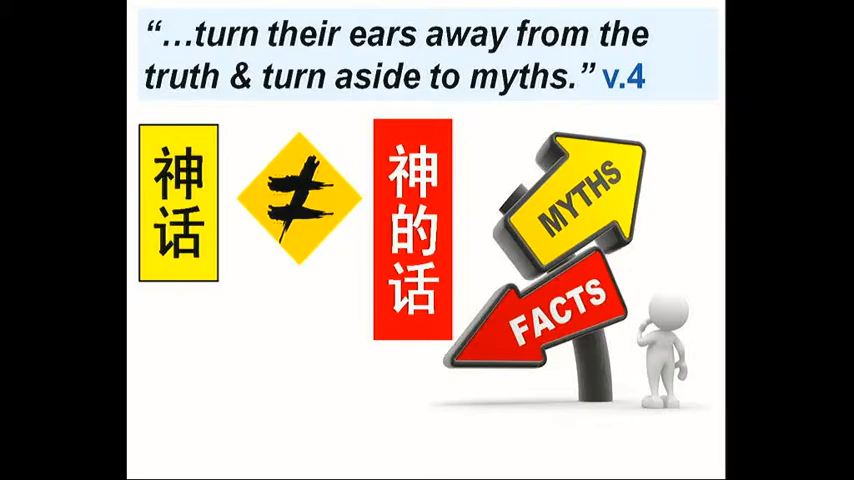 “...turn their ears away from the
truth & turn aside to myths.” v.4
神话
≠
神的话
MYTHS
FACTS